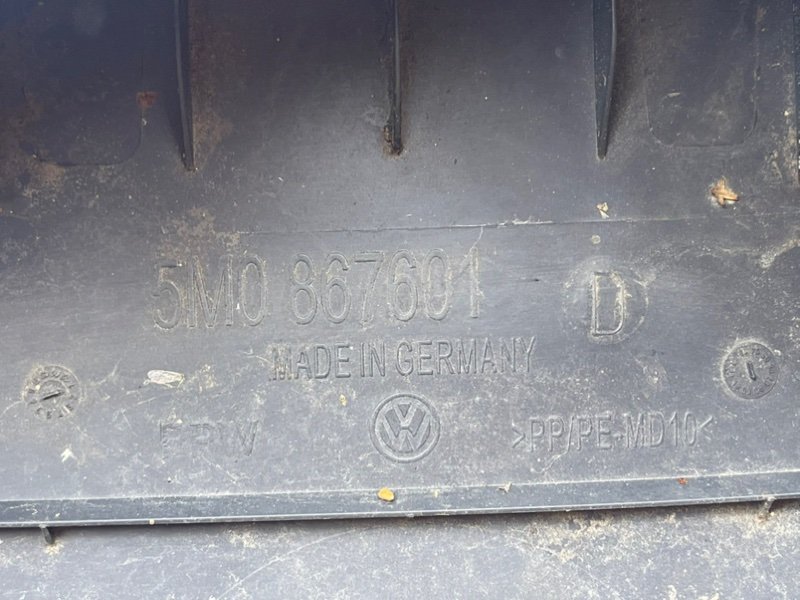 5M0 867601 D
MADE IN GERMANY
>PP/PE-MD10<